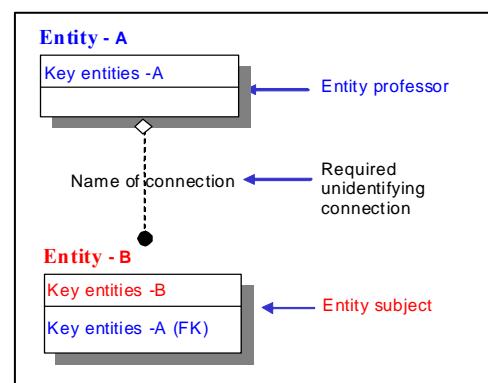 Entity - A
Key entities -A
Entity professor
Name of connection
Required
unidentifying
connection
Entity - B
Key entities -B
Key entities -A (FK)
Entity subject